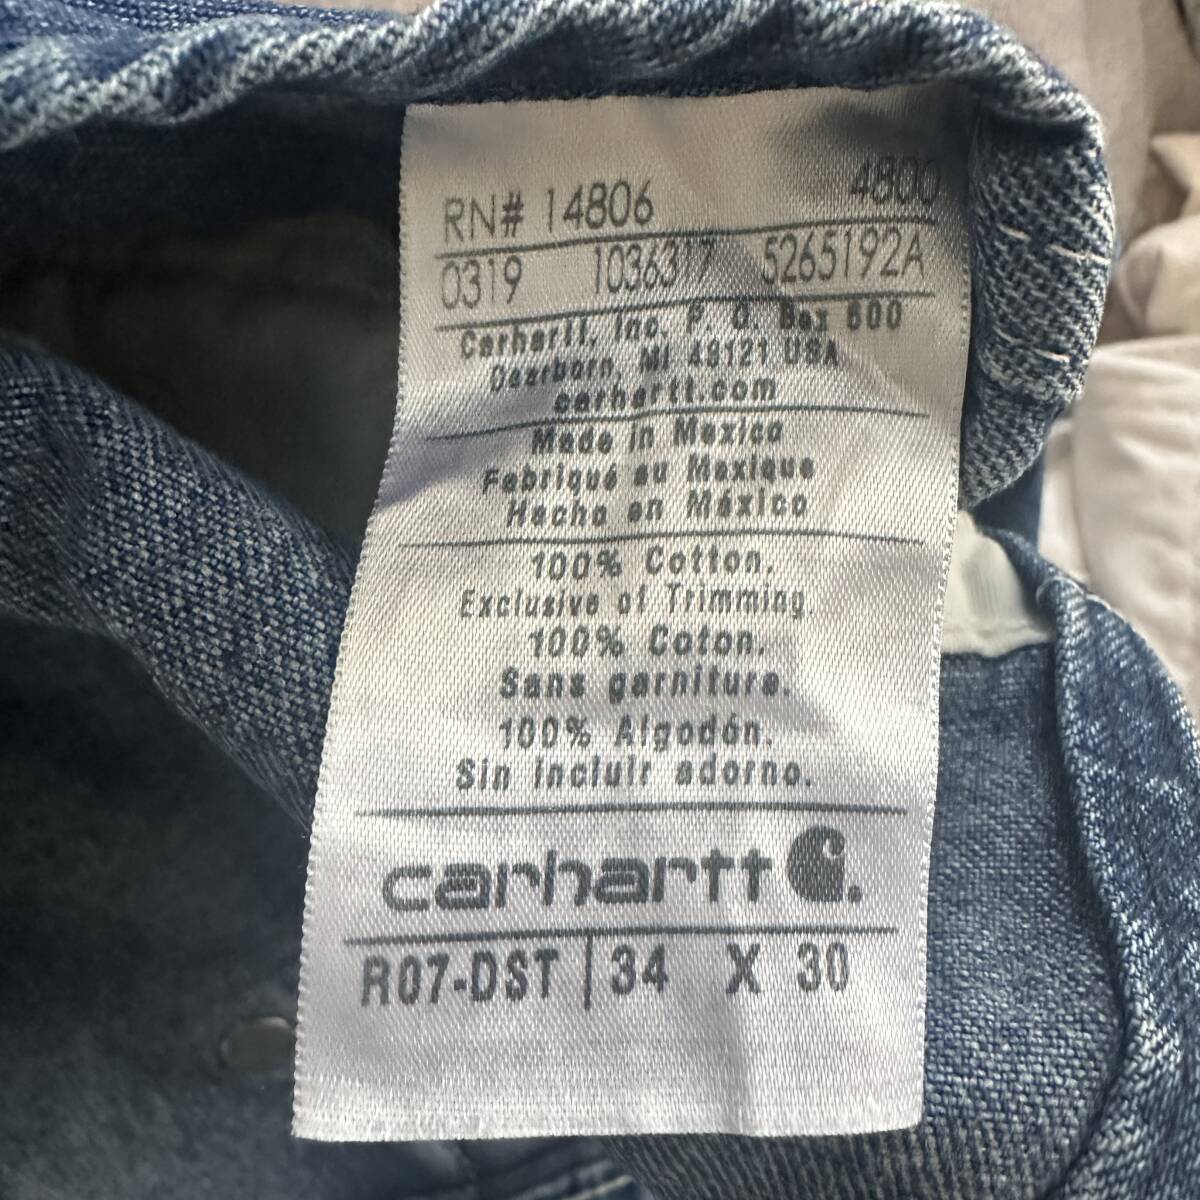 RN# 14806 4800
0319 1036317 5265192A
Carhartt, Inc. P. O. Box 600
Dearborn, MI 48121 USA
carhartt.com
Made in Mexico
Fabriqué au Mexique
Hecho en México
100% Cotton.
Exclusive of Trimming.
100% Coton.
Sans garniture.
100% Algodón.
Sin incluir adorno.
carhartt
R07-DST | 34 X 30